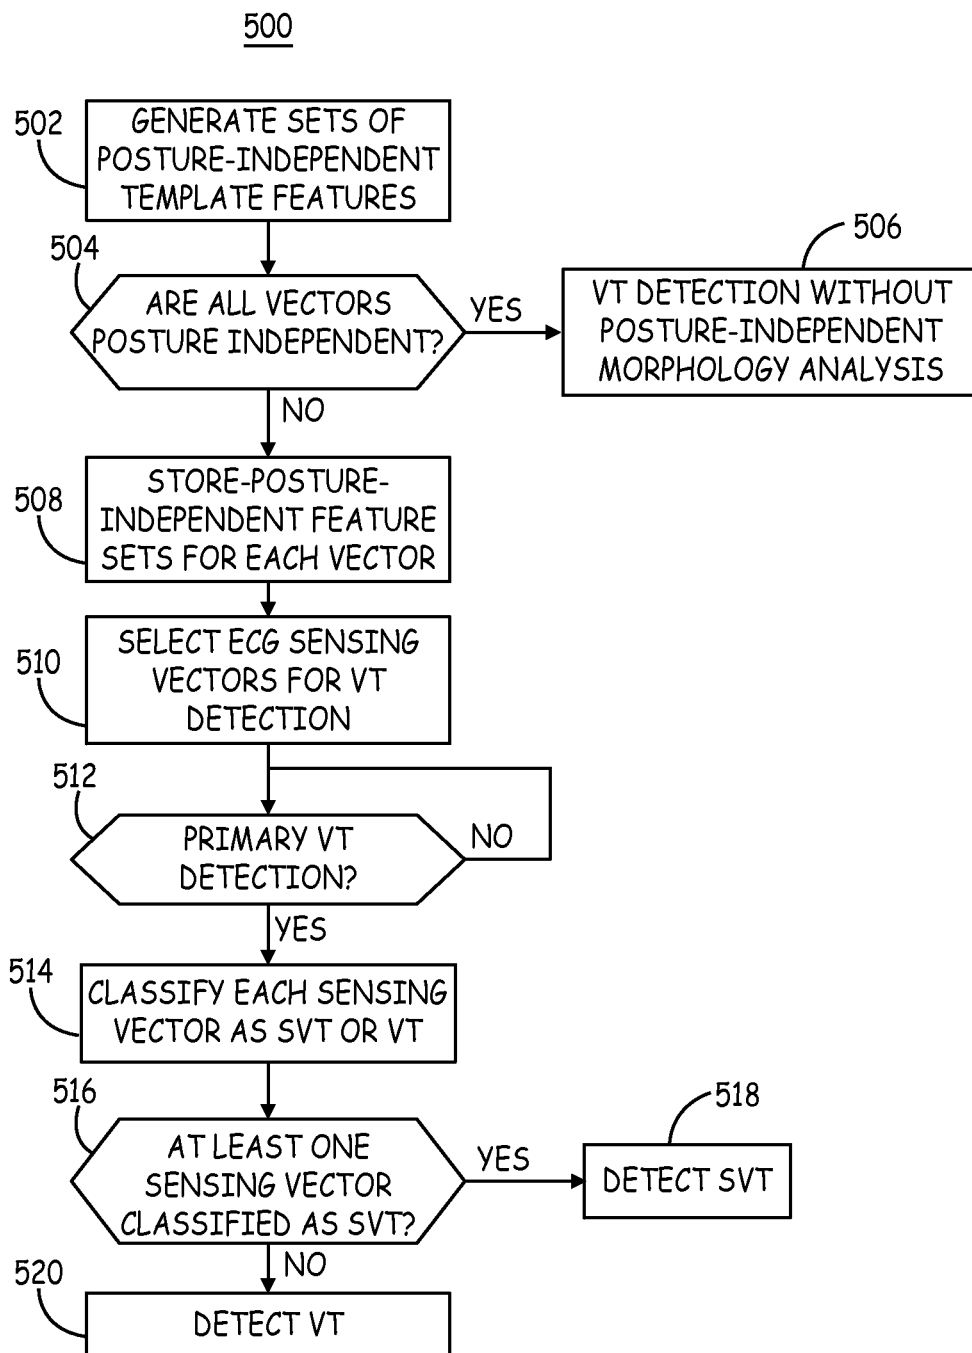 500
502
GENERATE SETS OF
POSTURE-INDEPENDENT
TEMPLATE FEATURES
504
ARE ALL VECTORS
POSTURE INDEPENDENT?
YES
506
VT DETECTION WITHOUT
POSTURE-INDEPENDENT
MORPHOLOGY ANALYSIS
NO
508
STORE-POSTURE-
INDEPENDENT FEATURE
SETS FOR EACH VECTOR
510
SELECT ECG SENSING
VECTORS FOR VT
DETECTION
512
PRIMARY VT
DETECTION?
NO
YES
514
CLASSIFY EACH SENSING
VECTOR AS SVT OR VT
516
AT LEAST ONE
SENSING VECTOR
CLASSIFIED AS SVT?
YES
518
DETECT SVT
NO
520
DETECT VT